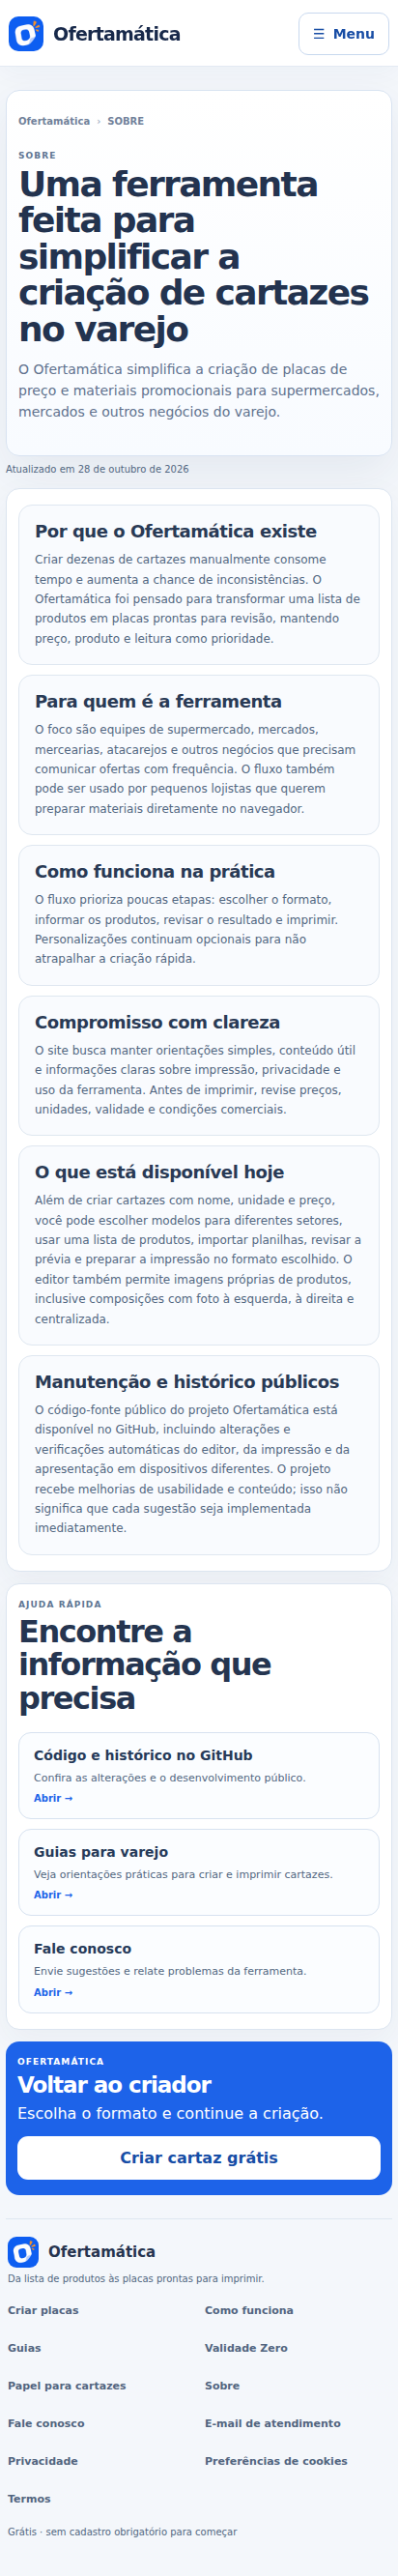 Ofertamática
☰ Menu
Ofertamática › SOBRE
SOBRE
Uma ferramenta
feita para
simplificar a
criação de cartazes
no varejo
O Ofertamática simplifica a criação de placas de
preço e materiais promocionais para supermercados,
mercados e outros negócios do varejo.
Atualizado em 28 de outubro de 2026
Por que o Ofertamática existe
Criar dezenas de cartazes manualmente consome
tempo e aumenta a chance de inconsistências. O
Ofertamática foi pensado para transformar uma lista de
produtos em placas prontas para revisão, mantendo
preço, produto e leitura como prioridade.
Para quem é a ferramenta
O foco são equipes de supermercado, mercados,
mercearias, atacarejos e outros negócios que precisam
comunicar ofertas com frequência. O fluxo também
pode ser usado por pequenos lojistas que querem
preparar materiais diretamente no navegador.
Como funciona na prática
O fluxo prioriza poucas etapas: escolher o formato,
informar os produtos, revisar o resultado e imprimir.
Personalizações continuam opcionais para não
atrapalhar a criação rápida.
Compromisso com clareza
O site busca manter orientações simples, conteúdo útil
e informações claras sobre impressão, privacidade e
uso da ferramenta. Antes de imprimir, revise preços,
unidades, validade e condições comerciais.
O que está disponível hoje
Além de criar cartazes com nome, unidade e preço,
você pode escolher modelos para diferentes setores,
usar uma lista de produtos, importar planilhas, revisar a
prévia e preparar a impressão no formato escolhido. O
editor também permite imagens próprias de produtos,
inclusive composições com foto à esquerda, à direita e
centralizada.
Manutenção e histórico públicos
O código-fonte público do projeto Ofertamática está
disponível no GitHub, incluindo alterações e
verificações automáticas do editor, da impressão e da
apresentação em dispositivos diferentes. O projeto
recebe melhorias de usabilidade e conteúdo; isso não
significa que cada sugestão seja implementada
imediatamente.
AJUDA RÁPIDA
Encontre a
informação que
precisa
Código e histórico no GitHub
Confira as alterações e o desenvolvimento público.
Abrir →
Guias para varejo
Veja orientações práticas para criar e imprimir cartazes.
Abrir →
Fale conosco
Envie sugestões e relate problemas da ferramenta.
Abrir →
OFERTAMÁTICA
Voltar ao criador
Escolha o formato e continue a criação.
Criar cartaz grátis
Ofertamática
Da lista de produtos às placas prontas para imprimir.
Criar placas
Como funciona
Guias
Validade Zero
Papel para cartazes
Sobre
Fale conosco
E-mail de atendimento
Privacidade
Preferências de cookies
Termos
Grátis · sem cadastro obrigatório para começar